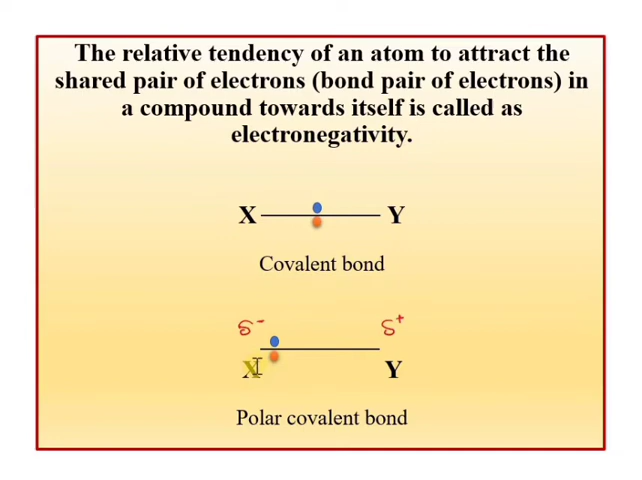 The relative tendency of an atom to attract the
shared pair of electrons (bond pair of electrons) in
a compound towards itself is called as
electronegativity.
X Y
Covalent bond
δ⁻ δ⁺
X Y
Polar covalent bond